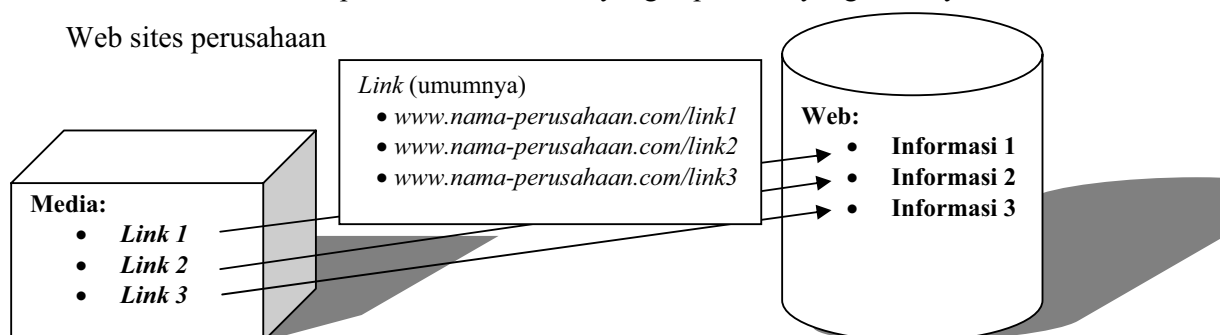 Web sites perusahaan
Link (umumnya)
• www.nama-perusahaan.com/link1
• www.nama-perusahaan.com/link2
• www.nama-perusahaan.com/link3
Media:
• Link 1
• Link 2
• Link 3
Web:
• Informasi 1
• Informasi 2
• Informasi 3